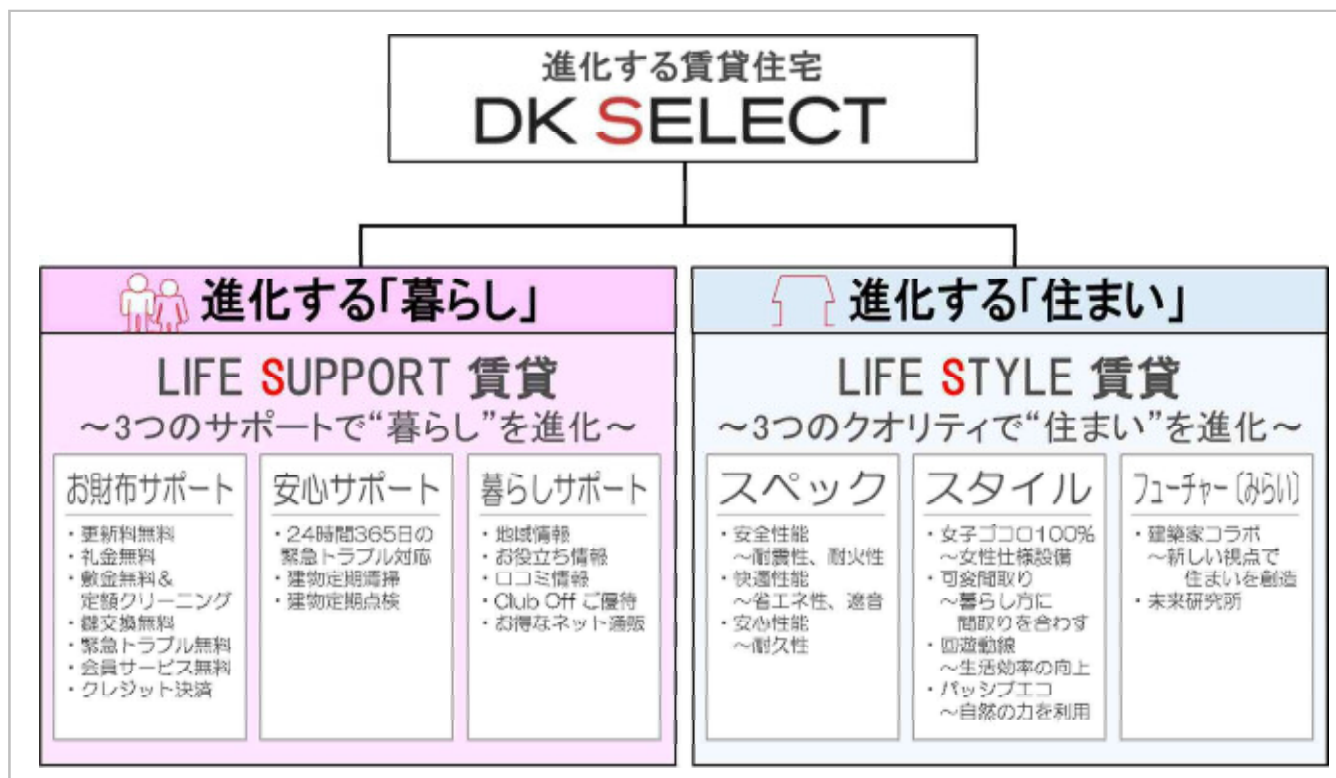 進化する賃貸住宅
DK SELECT
進化する「暮らし」
LIFE SUPPORT 賃貸
～3つのサポートで“暮らし”を進化～
お財布サポート
・更新料無料
・礼金無料
・敷金無料&
定額クリーニング
・鍵交換無料
・緊急トラブル無料
・会員サービス無料
・クレジット決済
安心サポート
・24時間365日の
緊急トラブル対応
・建物定期清掃
・建物定期点検
暮らしサポート
・地域情報
・お役立ち情報
・口コミ情報
・Club Off ご優待
・お得なネット通販
進化する「住まい」
LIFE STYLE 賃貸
～3つのクオリティで“住まい”を進化～
スペック
・安全性能
～耐震性、耐火性
・快適性能
～省エネ性、遮音
・安心性能
～耐久性
スタイル
・女子ゴコロ100%
～女性仕様設備
・可変間取り
～暮らし方に
間取りを合わす
・回遊動線
～生活効率の向上
・パッシブエコ
～自然の力を利用
フューチャー〔みらい〕
・建築家コラボ
～新しい視点で
住まいを創造
・未来研究所